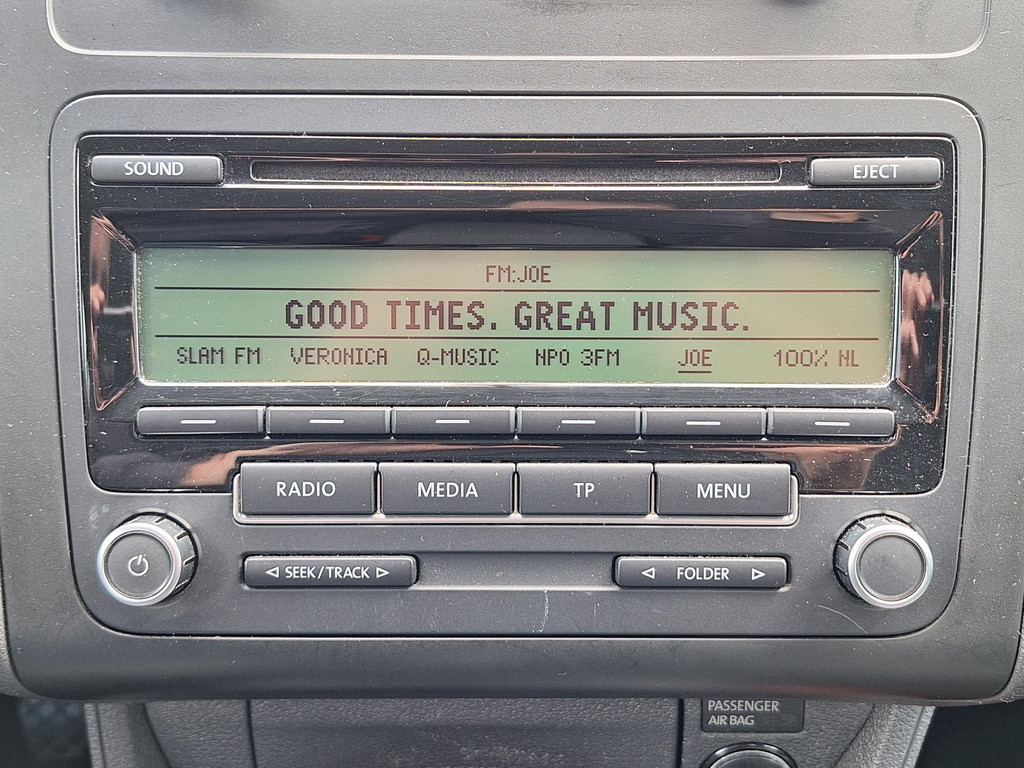 SOUND EJECT
FM:JOE
GOOD TIMES. GREAT MUSIC.
SLAM FM VERONICA Q-MUSIC NPO 3FM JOE 100% NL
RADIO MEDIA TP MENU
SEEK/TRACK FOLDER
PASSENGER
AIR BAG